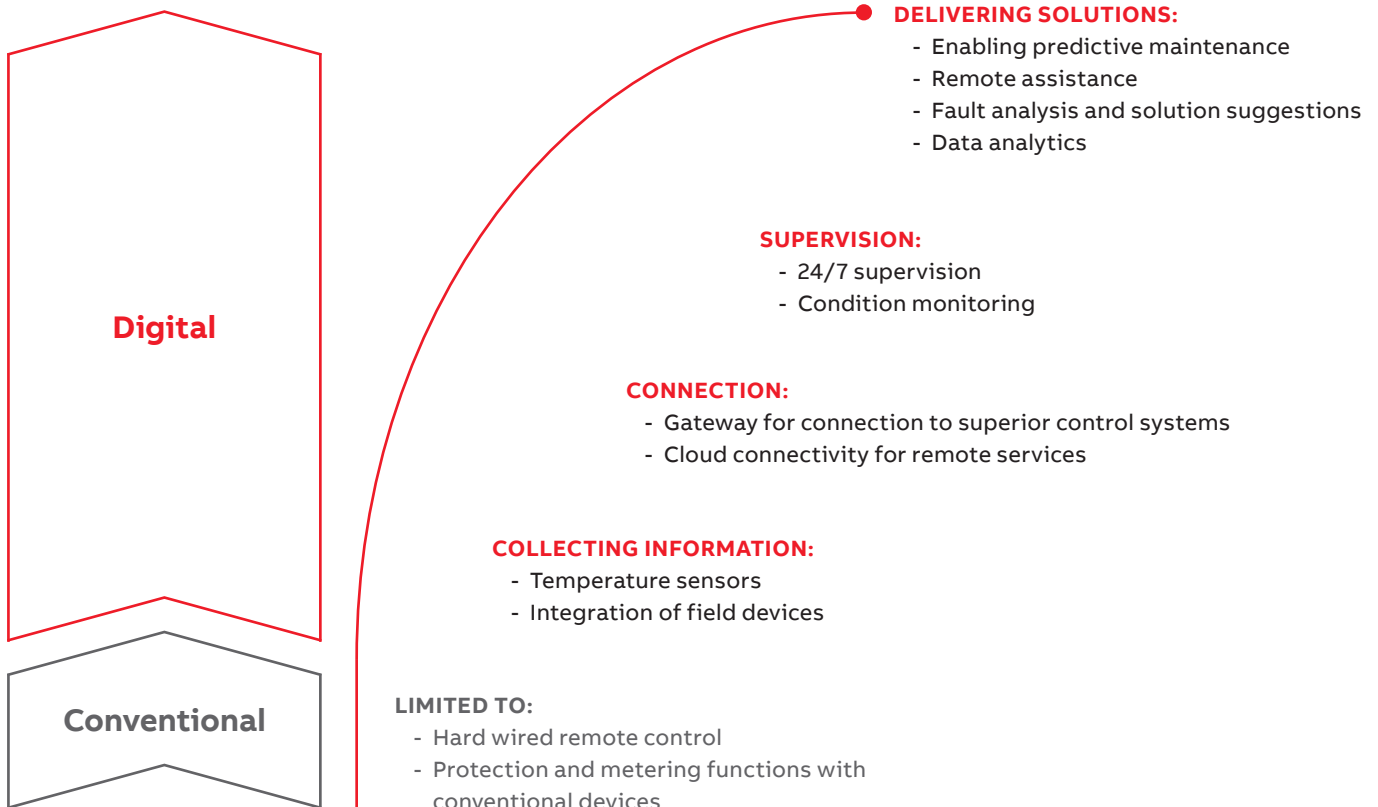 DELIVERING SOLUTIONS:
- Enabling predictive maintenance
- Remote assistance
- Fault analysis and solution suggestions
- Data analytics
SUPERVISION:
- 24/7 supervision
- Condition monitoring
Digital
CONNECTION:
- Gateway for connection to superior control systems
- Cloud connectivity for remote services
COLLECTING INFORMATION:
- Temperature sensors
- Integration of field devices
Conventional
LIMITED TO:
- Hard wired remote control
- Protection and metering functions with
conventional devices